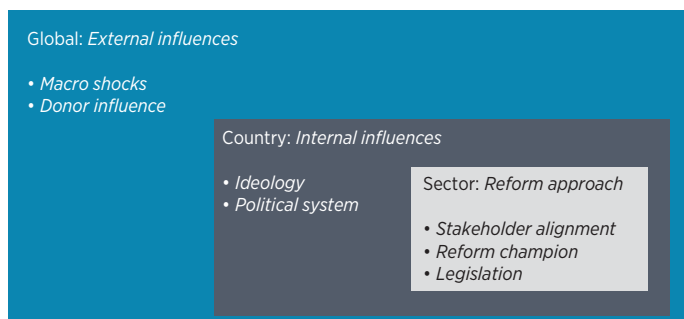 Global: External influences
• Macro shocks
• Donor influence
Country: Internal influences
• Ideology
• Political system
Sector: Reform approach
• Stakeholder alignment
• Reform champion
• Legislation